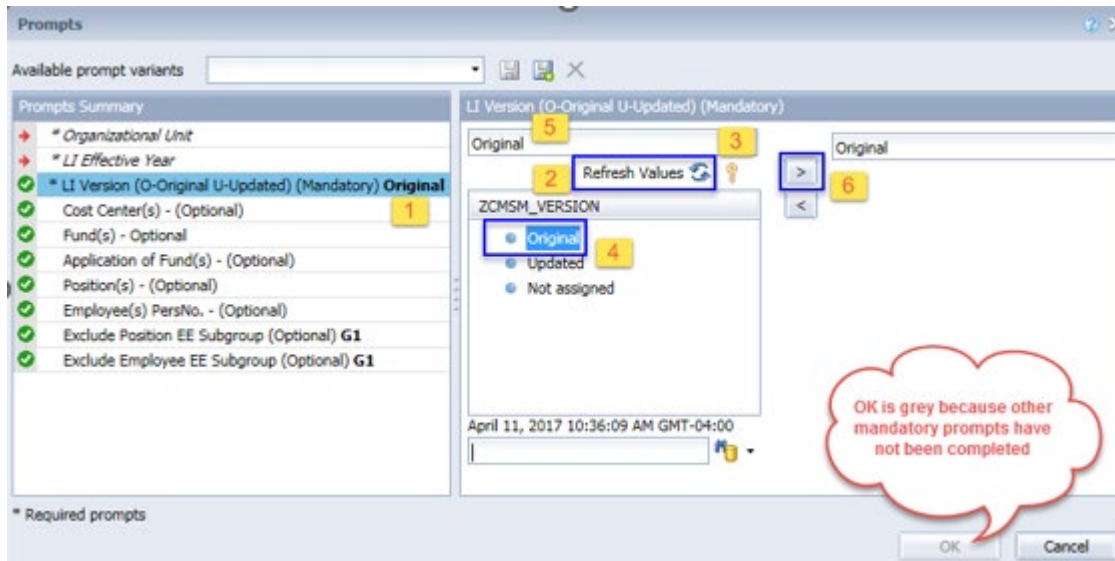 Prompts
Available prompt variants
Prompts Summary
* Organizational Unit
* LI Effective Year
* LI Version (O-Original U-Updated) (Mandatory) Original
1
Cost Center(s) - (Optional)
Fund(s) - Optional
Application of Fund(s) - (Optional)
Position(s) - (Optional)
Employee(s) PersNo. - (Optional)
Exclude Position EE Subgroup (Optional) G1
Exclude Employee EE Subgroup (Optional) G1
* Required prompts
LI Version (O-Original U-Updated) (Mandatory)
Original
5
3
2
Refresh Values
ZCMSM_VERSION
Original
4
Updated
Not assigned
April 11, 2017 10:36:09 AM GMT-04:00
>
6
<
Original
OK is grey because other
mandatory prompts have
not been completed
OK
Cancel